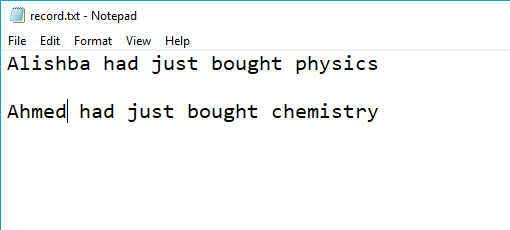 record.txt - Notepad
File Edit Format View Help
Alishba had just bought physics
Ahmed had just bought chemistry